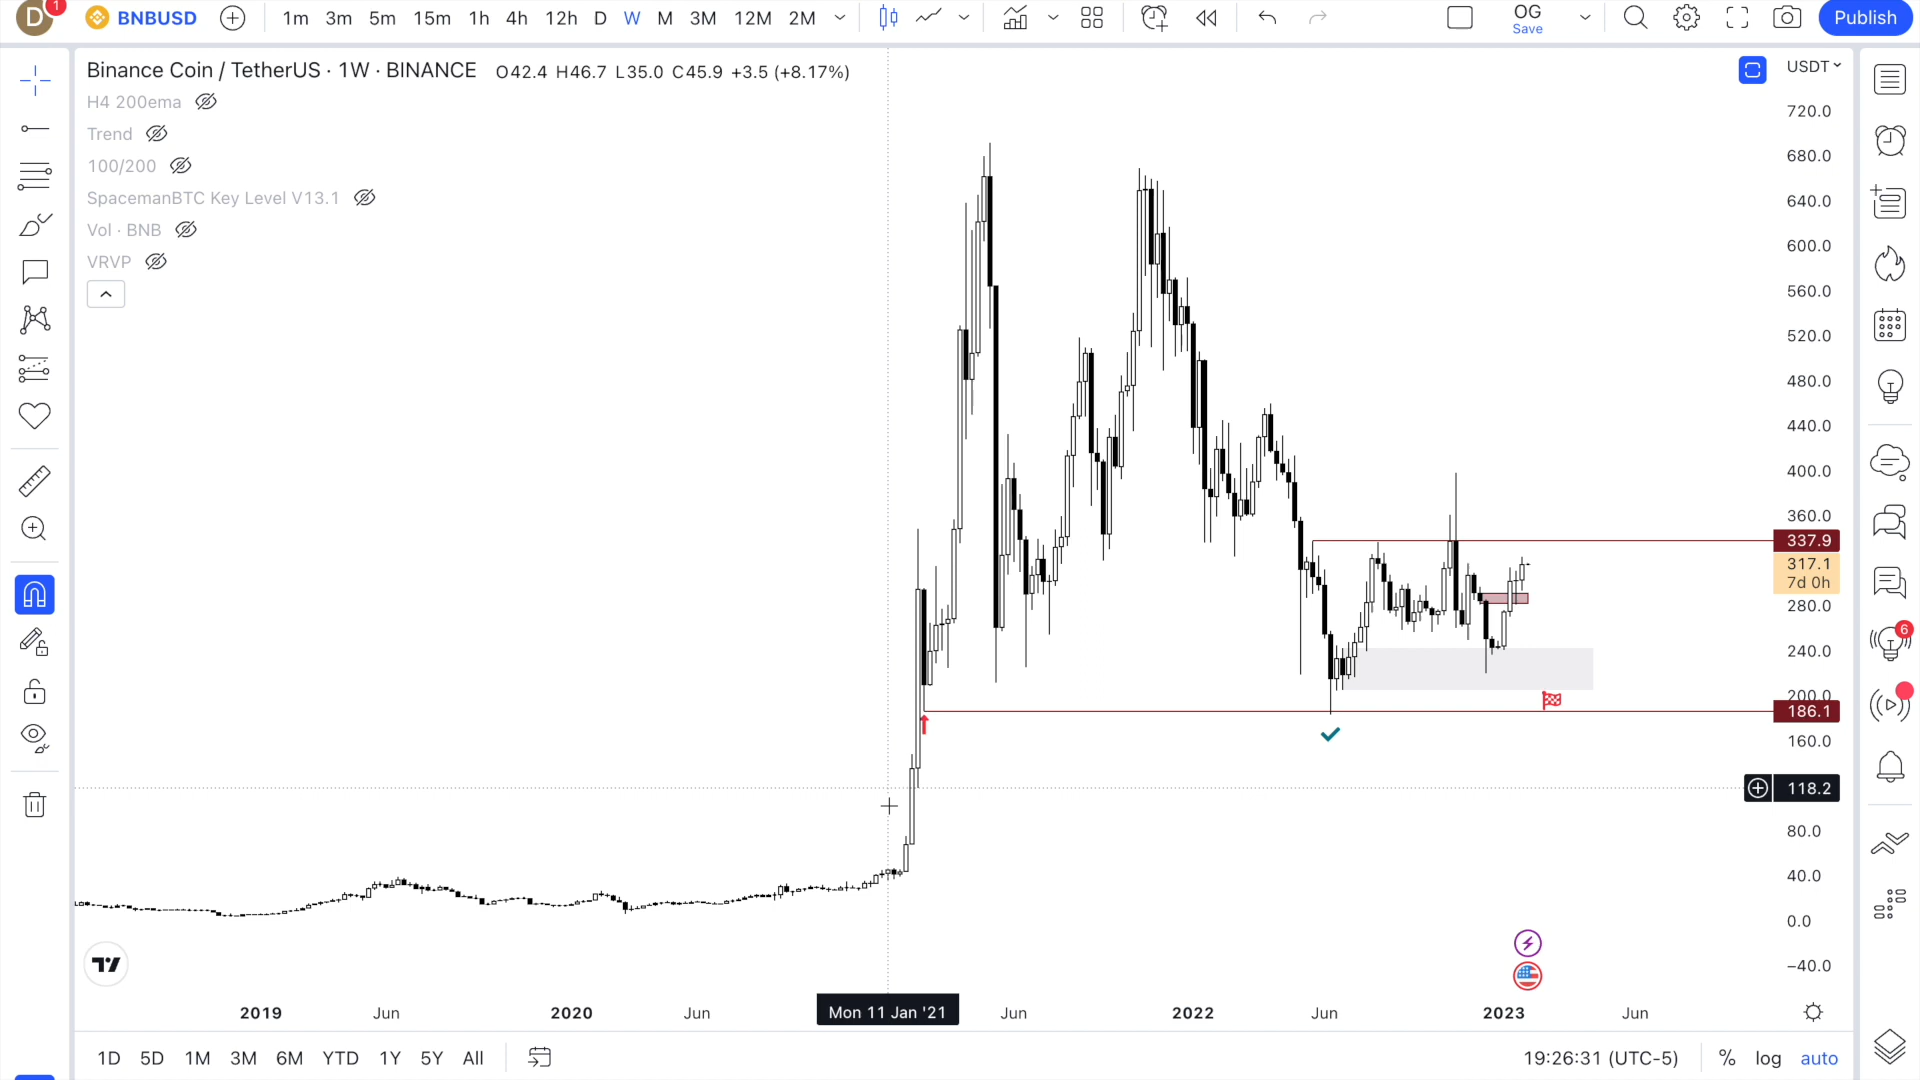 D 1 BNBUSD 1m 3m 5m 15m 1h 4h 12h D W M 3M 12M 2M OG Save Publish
Binance Coin / TetherUS · 1W · BINANCE O42.4 H46.7 L35.0 C45.9 +3.5 (+8.17%)
H4 200ema
Trend
100/200
SpacemanBTC Key Level V13.1
Vol · BNB
VRVP
USDT
720.0
680.0
640.0
600.0
560.0
520.0
480.0
440.0
400.0
360.0
337.9
317.1
7d 0h
280.0
240.0
200.0
186.1
160.0
118.2
80.0
40.0
0.0
−40.0
6
2019 Jun 2020 Jun Mon 11 Jan '21 Jun 2022 Jun 2023 Jun
1D 5D 1M 3M 6M YTD 1Y 5Y All 19:26:31 (UTC-5) % log auto